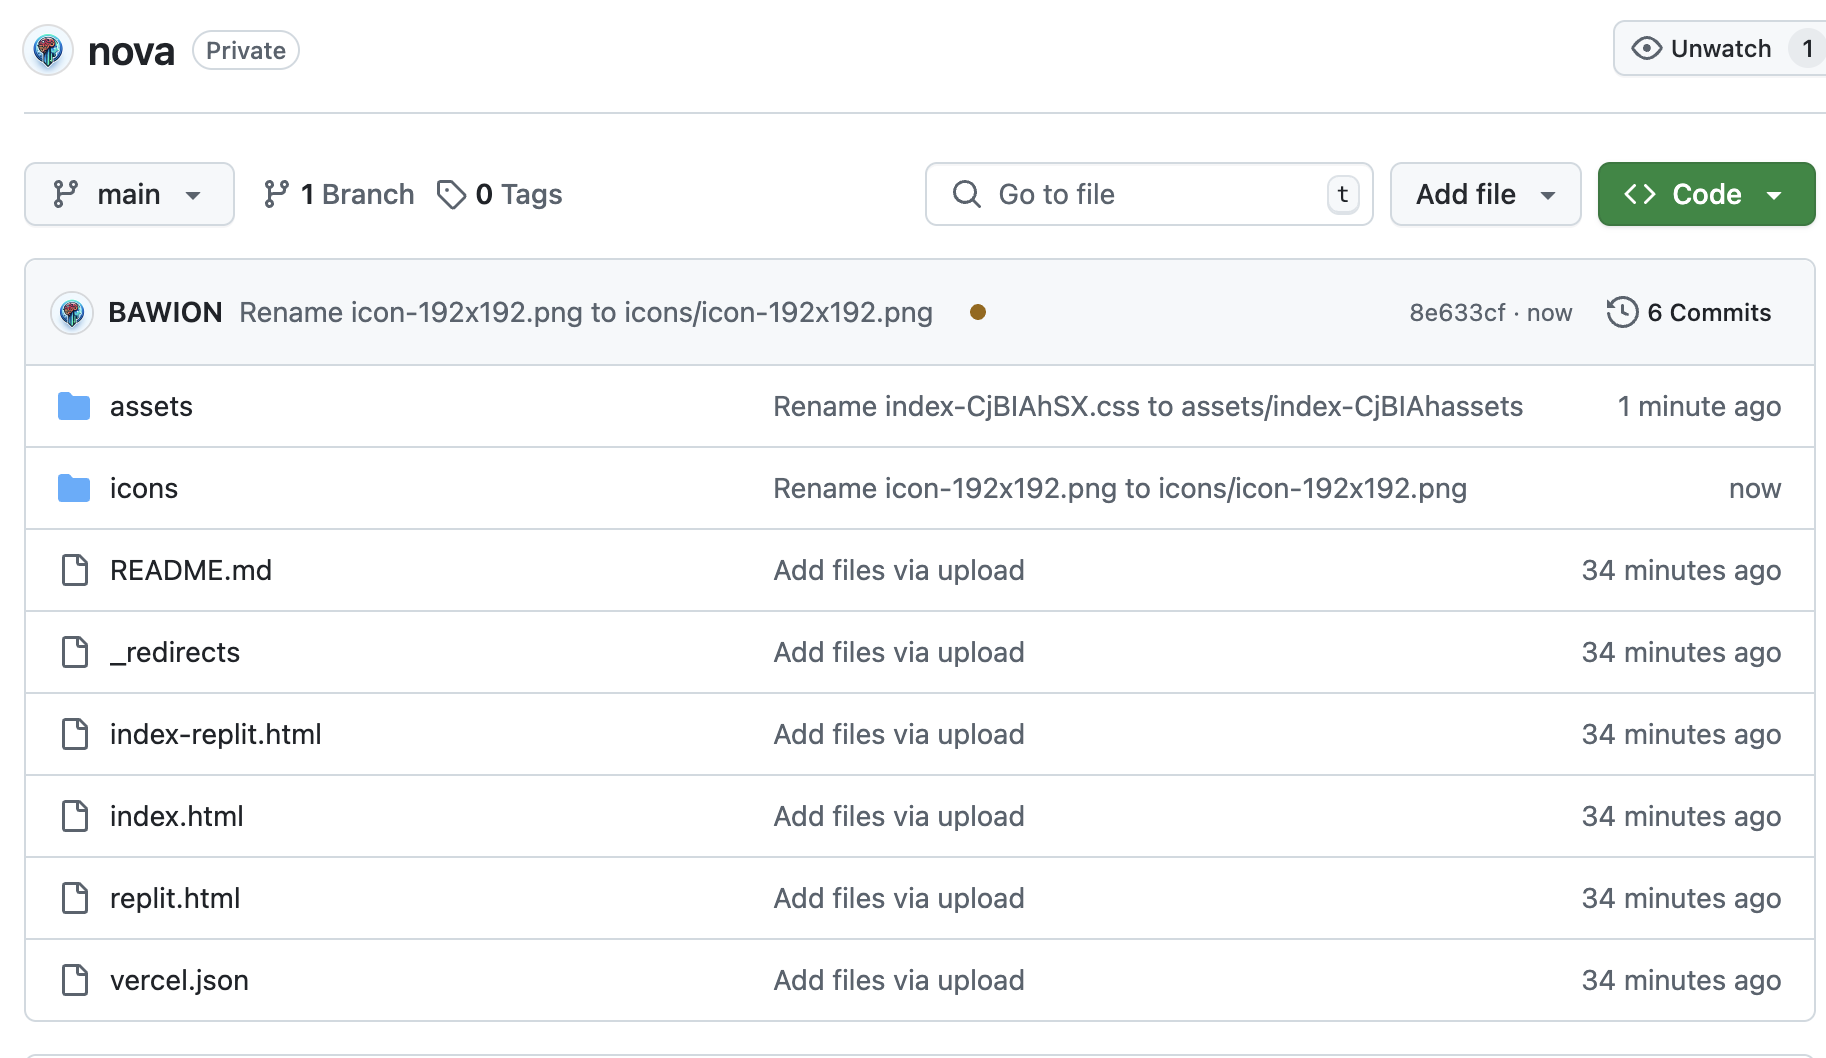 nova Private Unwatch 1
main 1 Branch 0 Tags Go to file t Add file Code
BAWION Rename icon-192x192.png to icons/icon-192x192.png 8e633cf · now 6 Commits
assets Rename index-CjBIAhSX.css to assets/index-CjBIAhassets 1 minute ago
icons Rename icon-192x192.png to icons/icon-192x192.png now
README.md Add files via upload 34 minutes ago
_redirects Add files via upload 34 minutes ago
index-replit.html Add files via upload 34 minutes ago
index.html Add files via upload 34 minutes ago
replit.html Add files via upload 34 minutes ago
vercel.json Add files via upload 34 minutes ago